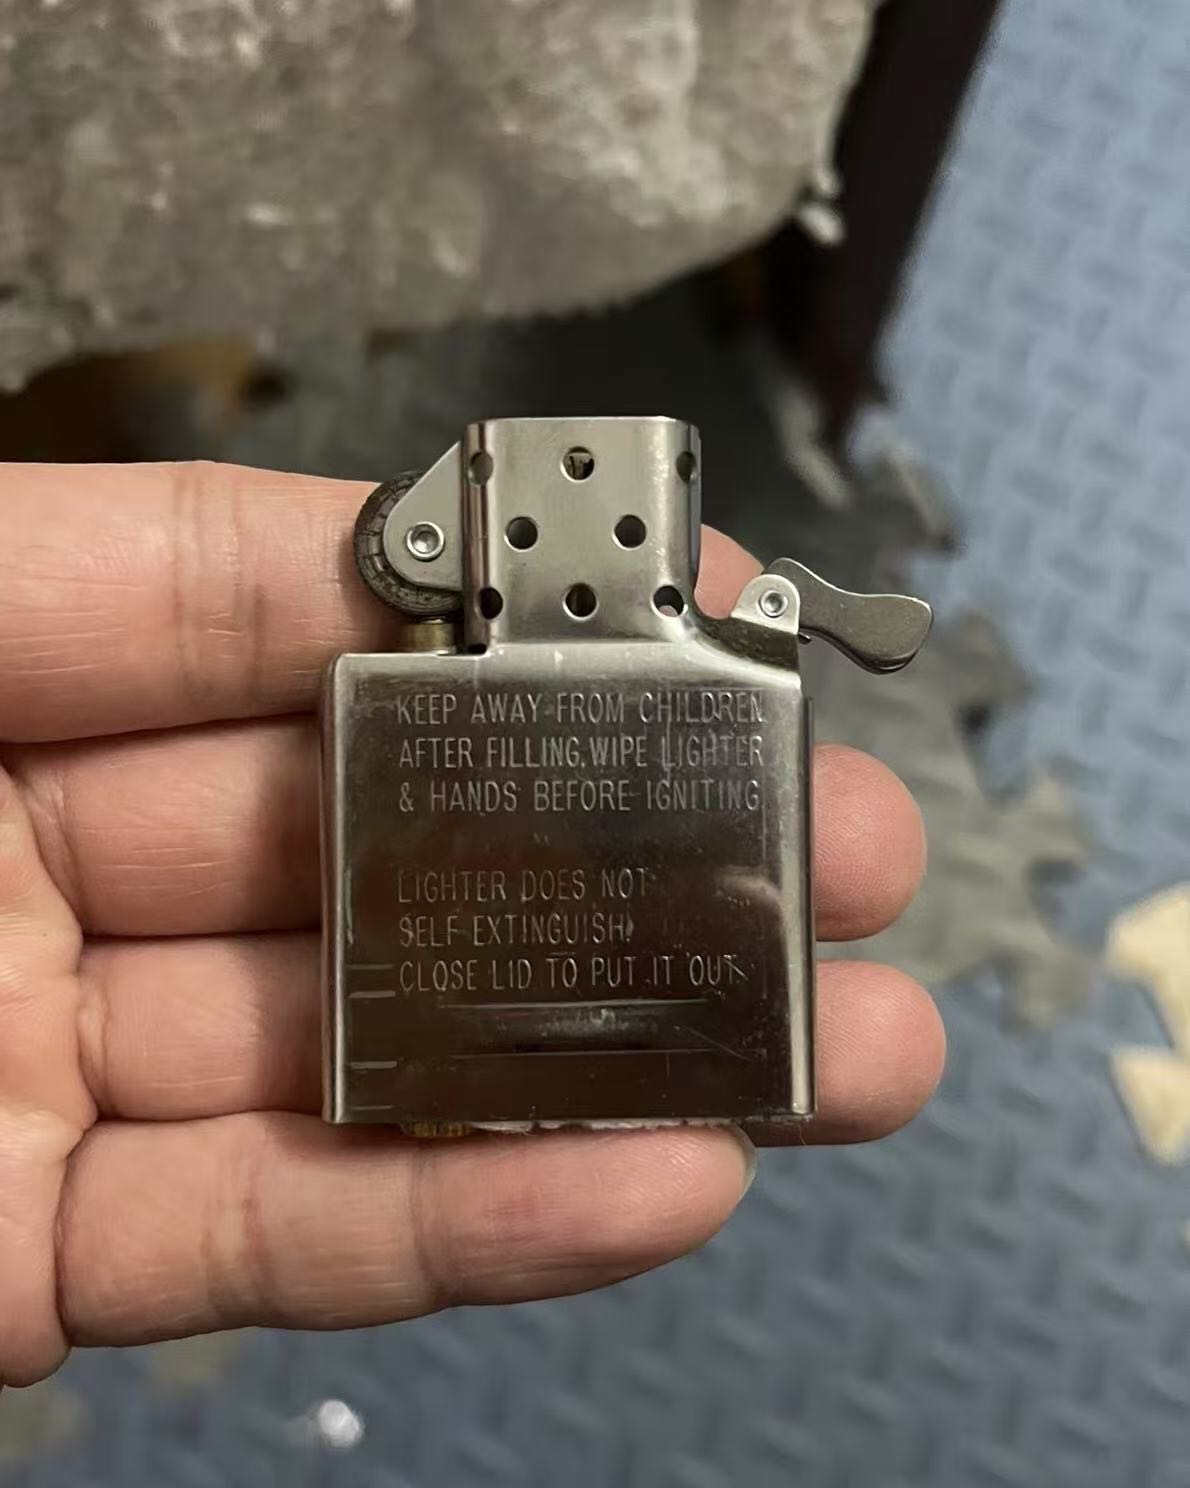 KEEP AWAY FROM CHILDREN
AFTER FILLING, WIPE LIGHTER
& HANDS BEFORE IGNITING
LIGHTER DOES NOT
SELF EXTINGUISH
CLOSE LID TO PUT IT OUT